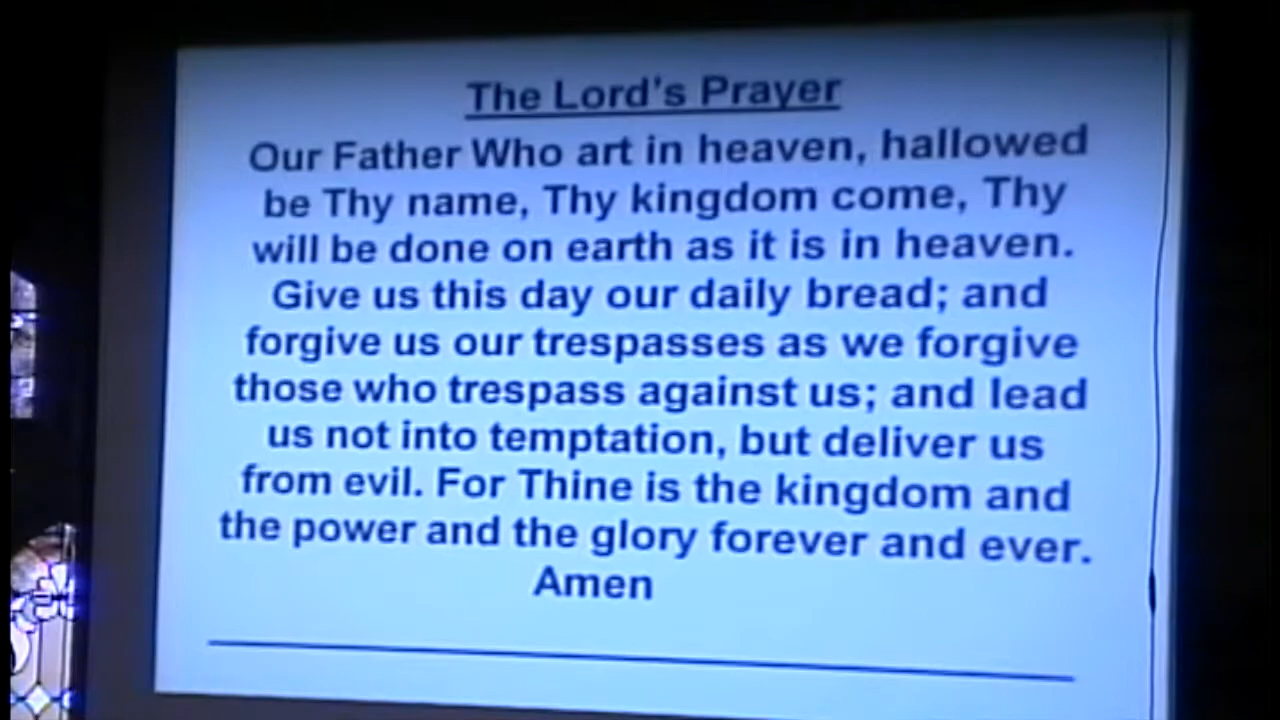 The Lord's Prayer
Our Father Who art in heaven, hallowed
be Thy name, Thy kingdom come, Thy
will be done on earth as it is in heaven.
Give us this day our daily bread; and
forgive us our trespasses as we forgive
those who trespass against us; and lead
us not into temptation, but deliver us
from evil. For Thine is the kingdom and
the power and the glory forever and ever.
Amen